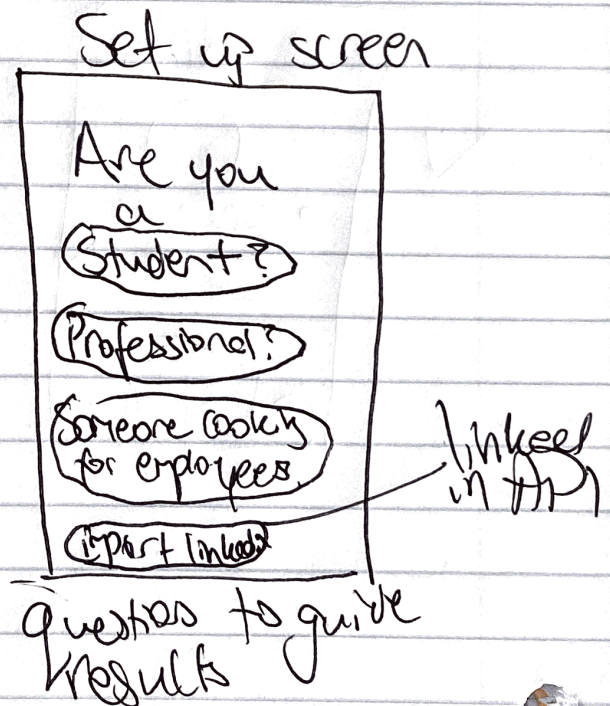 Set up screen
Are you
a
Student?
Professional?
Someone looking
for employees
import linkedin
linked
in API
questions to guide
results